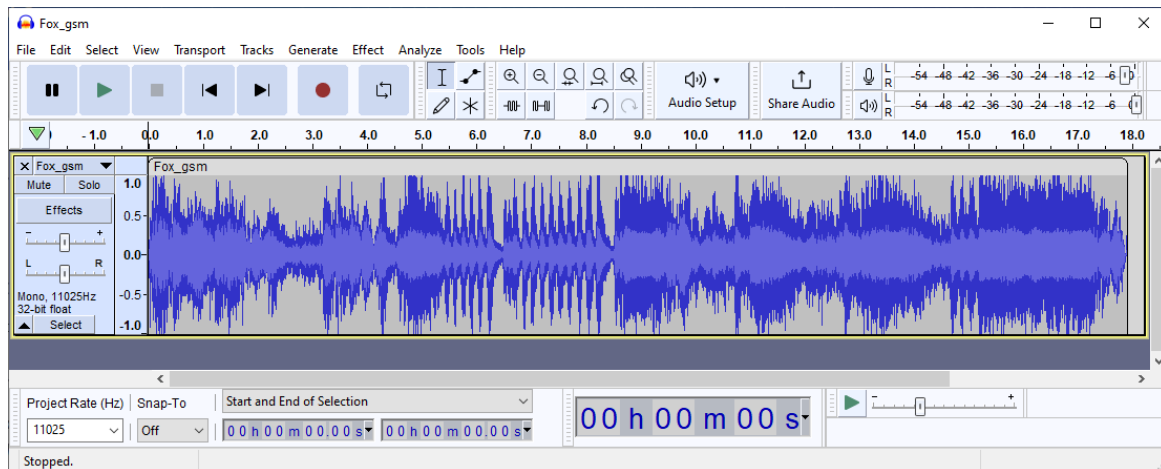 Fox_gsm
File Edit Select View Transport Tracks Generate Effect Analyze Tools Help
Audio Setup
Share Audio
L
R
-54 -48 -42 -36 -30 -24 -18 -12 -6
L
R
-54 -48 -42 -36 -30 -24 -18 -12 -6 0
- 1.0 0.0 1.0 2.0 3.0 4.0 5.0 6.0 7.0 8.0 9.0 10.0 11.0 12.0 13.0 14.0 15.0 16.0 17.0 18.0
Fox_gsm
Mute Solo
Effects
- +
L R
Mono, 11025Hz
32-bit float
Select
1.0
0.5-
0.0-
-0.5-
-1.0
Fox_gsm
Project Rate (Hz) Snap-To
11025 Off
Start and End of Selection
00 h 00 m 00.00 s 00 h 00 m 00.00 s
00 h 00 m 00 s
- +
Stopped.